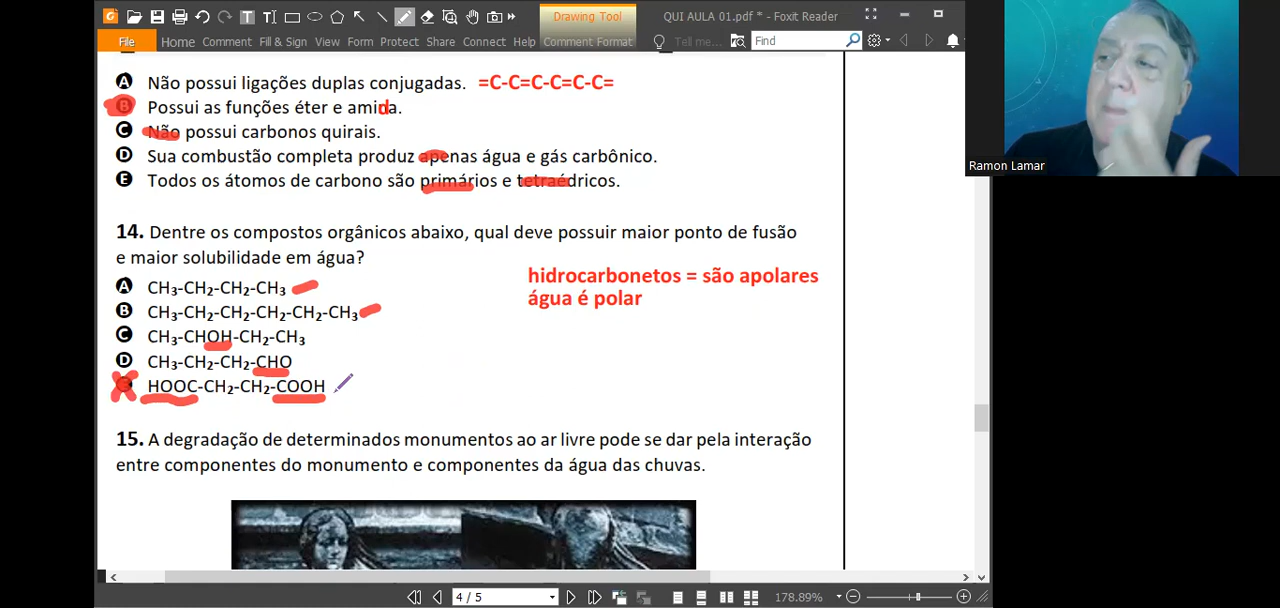 Drawing Tool
QUI AULA 01.pdf * - Foxit Reader
File Home Comment Fill & Sign View Form Protect Share Connect Help Comment Format Tell me... Find
A Não possui ligações duplas conjugadas. =C-C=C-C=C-C=
B Possui as funções éter e amida.
C Não possui carbonos quirais.
D Sua combustão completa produz apenas água e gás carbônico.
E Todos os átomos de carbono são primários e tetraédricos.
Ramon Lamar
14. Dentre os compostos orgânicos abaixo, qual deve possuir maior ponto de fusão
e maior solubilidade em água?
hidrocarbonetos = são apolares
água é polar
A CH₃-CH₂-CH₂-CH₃
B CH₃-CH₂-CH₂-CH₂-CH₂-CH₃
C CH₃-CHOH-CH₂-CH₃
D CH₃-CH₂-CH₂-CHO
HOOC-CH₂-CH₂-COOH
15. A degradação de determinados monumentos ao ar livre pode se dar pela interação
entre componentes do monumento e componentes da água das chuvas.
4 / 5
178.89%